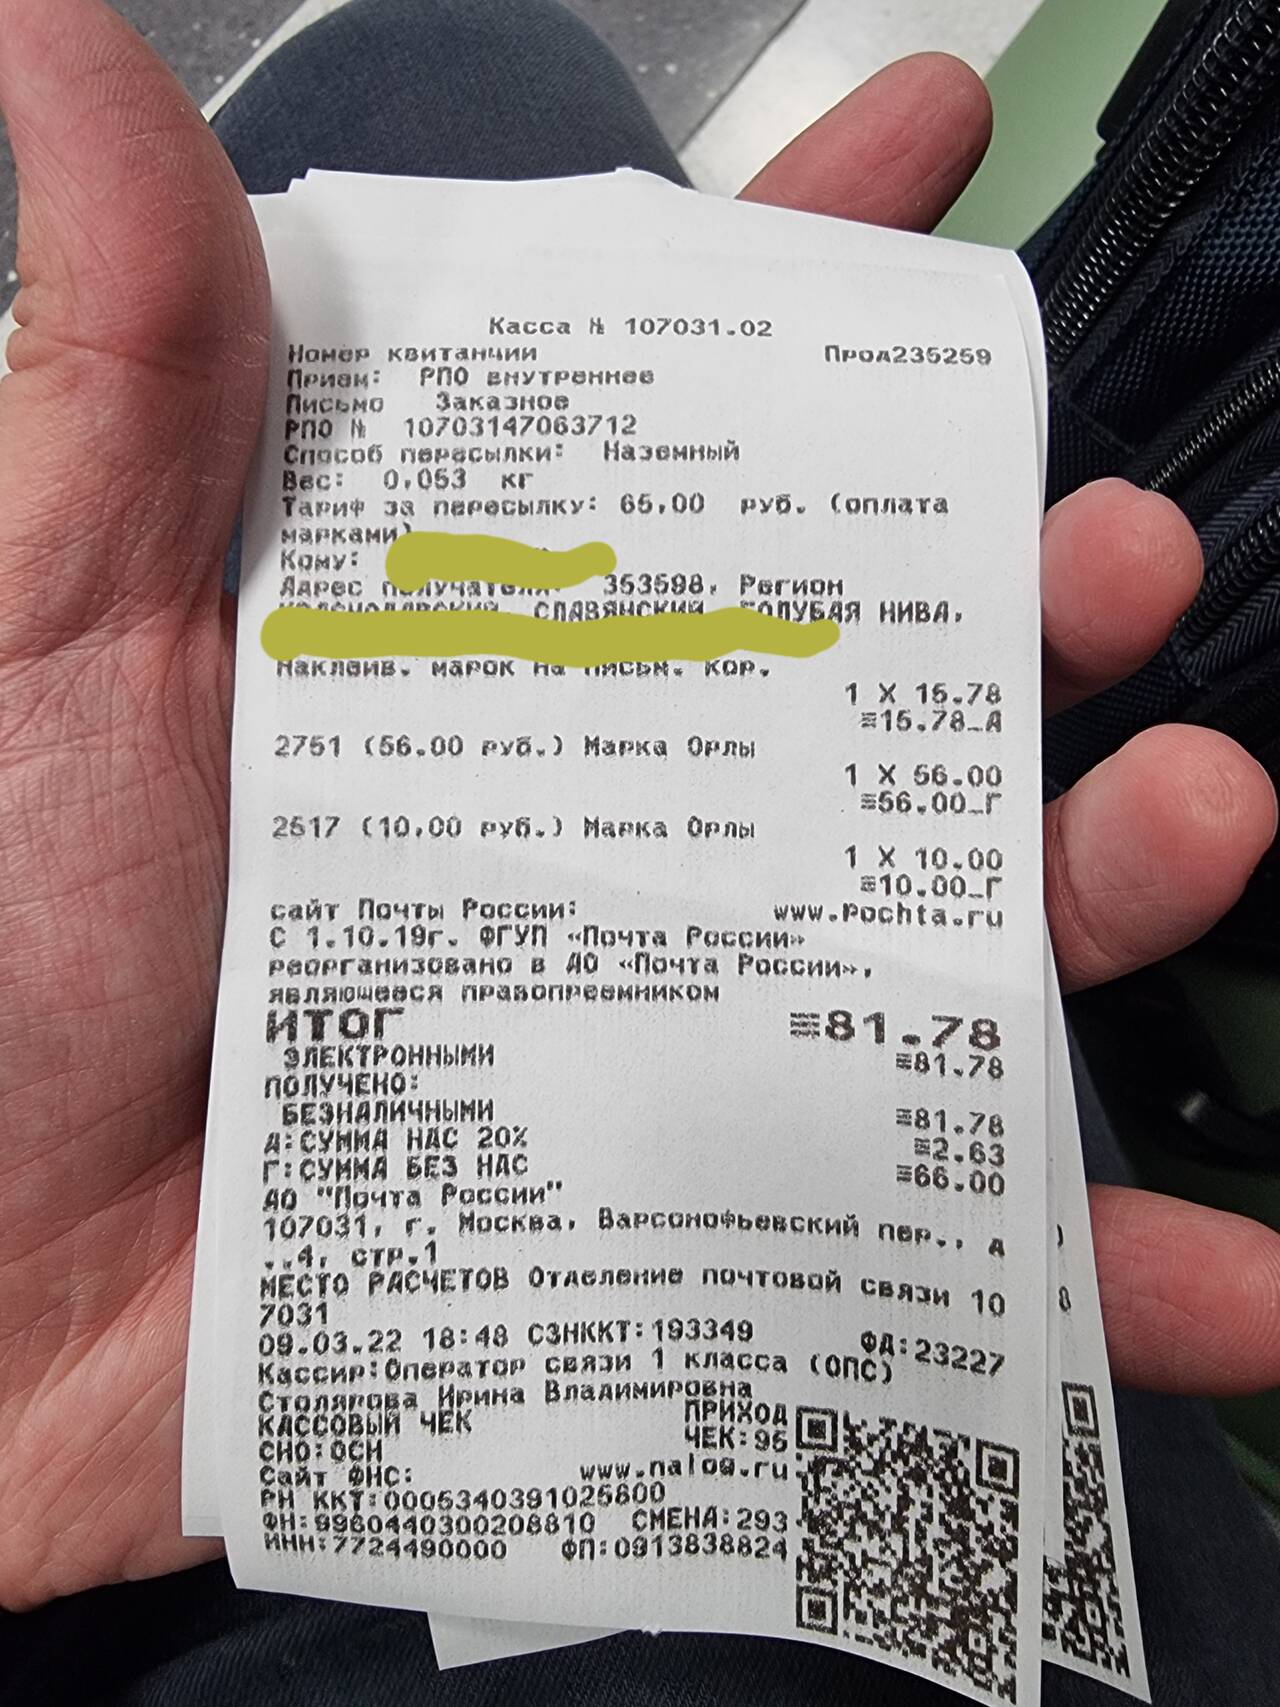 Касса № 107031.02
Номер квитанции Прод235259
Прием: РПО внутреннее
Письмо Заказное
РПО № 10703147063712
Способ пересылки: Наземный
Вес: 0,053 кг
Тариф за пересылку: 65,00 руб. (оплата
марками)
Кому:
Адрес получателя: 353598, Регион
КРАСНОДАРСКИЙ, СЛАВЯНСКИЙ, ГОЛУБАЯ НИВА,
Наклеив. марок на письм. кор.
1 X 15.78
≡15.78_А
2751 (56.00 руб.) Марка Орлы
1 X 56.00
≡56.00_Г
2617 (10,00 руб.) Марка Орлы
1 X 10.00
≡10.00_Г
сайт Почты России: www.Pochta.ru
С 1.10.19г. ФГУП «Почта России»
реорганизовано в АО «Почта России»,
являющееся правопреемником
ИТОГ ≡81.78
ЭЛЕКТРОННЫМИ ≡81.78
ПОЛУЧЕНО:
БЕЗНАЛИЧНЫМИ ≡81.78
А:СУММА НДС 20% ≡2.63
Г:СУММА БЕЗ НДС ≡66.00
АО "Почта России"
107031, г. Москва, Варсонофьевский пер., д
..4, стр.1
МЕСТО РАСЧЕТОВ Отделение почтовой связи 10
7031
09.03.22 18:48 СЗНККТ:193349 ФД:23227
Кассир:Оператор связи 1 класса (ОПС)
Столярова Ирина Владимировна
КАССОВЫЙ ЧЕК ПРИХОД
СНО:ОСН ЧЕК:95
Сайт ФНС: www.nalog.ru
РН ККТ:0005340391025800
ФН:9960440300208810 СМЕНА:293
ИНН:7724490000 ФП:0913838824